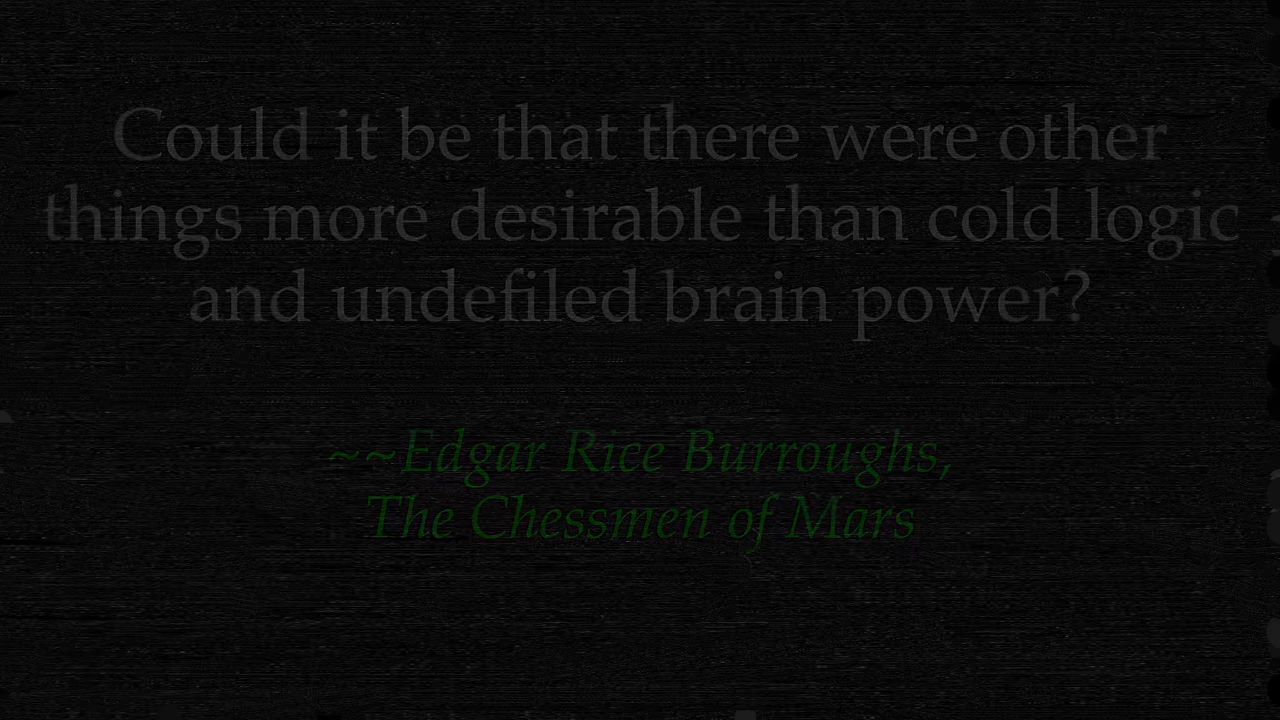 Could it be that there were other
things more desirable than cold logic
and undefiled brain power?
~~Edgar Rice Burroughs,
The Chessmen of Mars